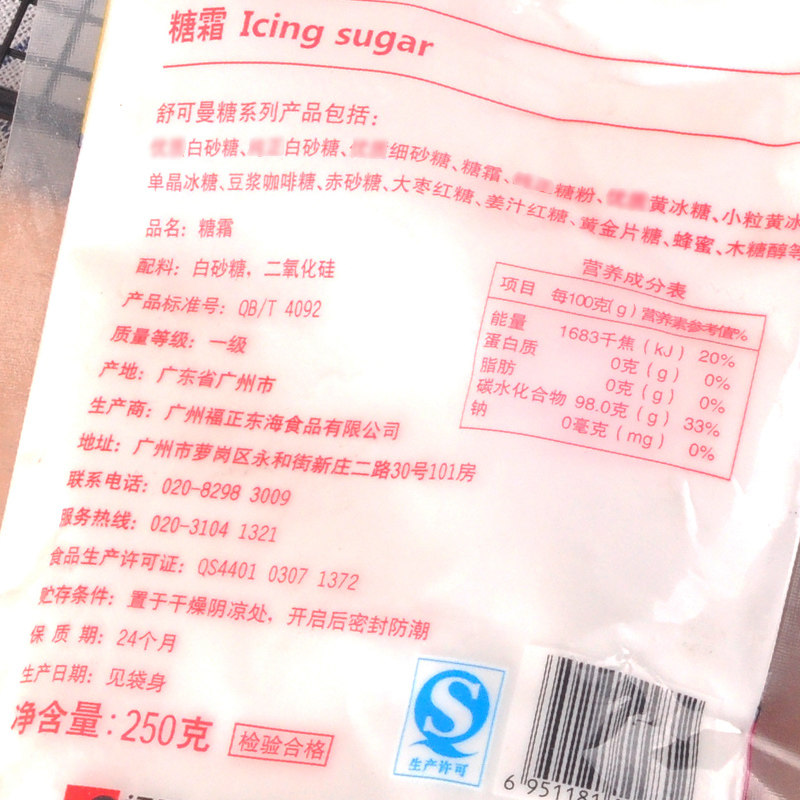 糖霜 Icing sugar
舒可曼糖系列产品包括：
白砂糖、纯正白砂糖、优质细砂糖、糖霜、糖粉、优质黄冰糖、小粒黄冰
单晶冰糖、豆浆咖啡糖、赤砂糖、大枣红糖、姜汁红糖、黄金片糖、蜂蜜、木糖醇等
品名：糖霜
配料：白砂糖，二氧化硅
产品标准号：QB/T 4092
质量等级：一级
产地：广东省广州市
生产商：广州福正东海食品有限公司
地址：广州市萝岗区永和街新庄二路30号101房
联系电话：020-8298 3009
服务热线：020-3104 1321
食品生产许可证：QS4401 0307 1372
贮存条件：置于干燥阴凉处，开启后密封防潮
保质期：24个月
生产日期：见袋身
净含量：250克
检验合格
营养成分表
项目 每100克(g) 营养素参考值%
能量 1683千焦(kJ) 20%
蛋白质 0克(g) 0%
脂肪 0克(g) 0%
碳水化合物 98.0克(g) 33%
钠 0毫克(mg) 0%
生产许可
6 951181